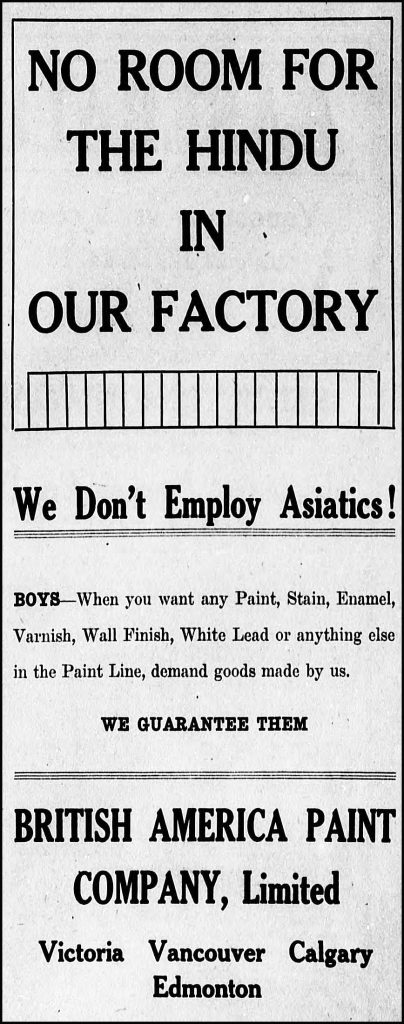 NO ROOM FOR
THE HINDU
IN
OUR FACTORY
We Don't Employ Asiatics!
BOYS—When you want any Paint, Stain, Enamel,
Varnish, Wall Finish, White Lead or anything else
in the Paint Line, demand goods made by us.
WE GUARANTEE THEM
BRITISH AMERICA PAINT
COMPANY, Limited
Victoria Vancouver Calgary
Edmonton